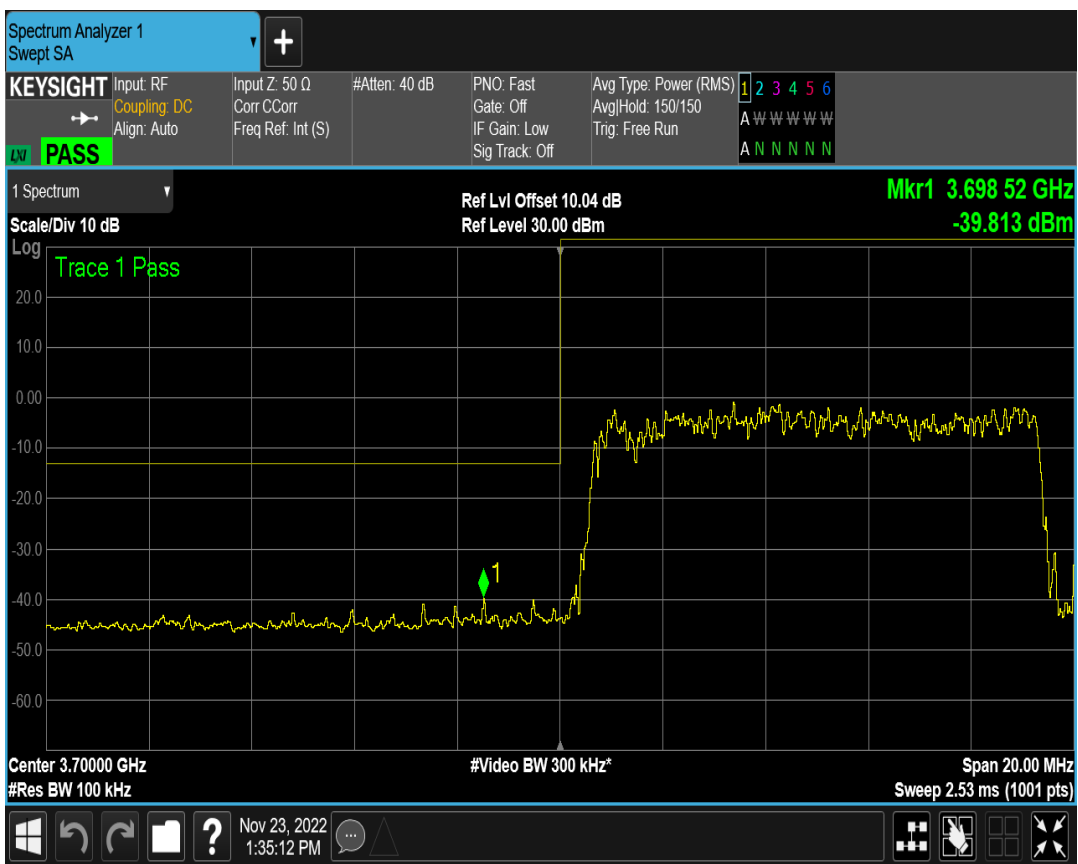 Spectrum Analyzer 1
Swept SA
KEYSIGHT
LXI PASS
Input: RF
Coupling: DC
Align: Auto
Input Z: 50 Ω
Corr CCorr
Freq Ref: Int (S)
#Atten: 40 dB
PNO: Fast
Gate: Off
IF Gain: Low
Sig Track: Off
Avg Type: Power (RMS)
Avg|Hold: 150/150
Trig: Free Run
1 2 3 4 5 6
A W W W W W
A N N N N N
1 Spectrum
Scale/Div 10 dB
Ref Lvl Offset 10.04 dB
Ref Level 30.00 dBm
Mkr1 3.698 52 GHz
-39.813 dBm
Log
Trace 1 Pass
20.0
10.0
0.00
-10.0
-20.0
-30.0
1
-40.0
-50.0
-60.0
Center 3.70000 GHz
#Res BW 100 kHz
#Video BW 300 kHz*
Span 20.00 MHz
Sweep 2.53 ms (1001 pts)
?
Nov 23, 2022
1:35:12 PM